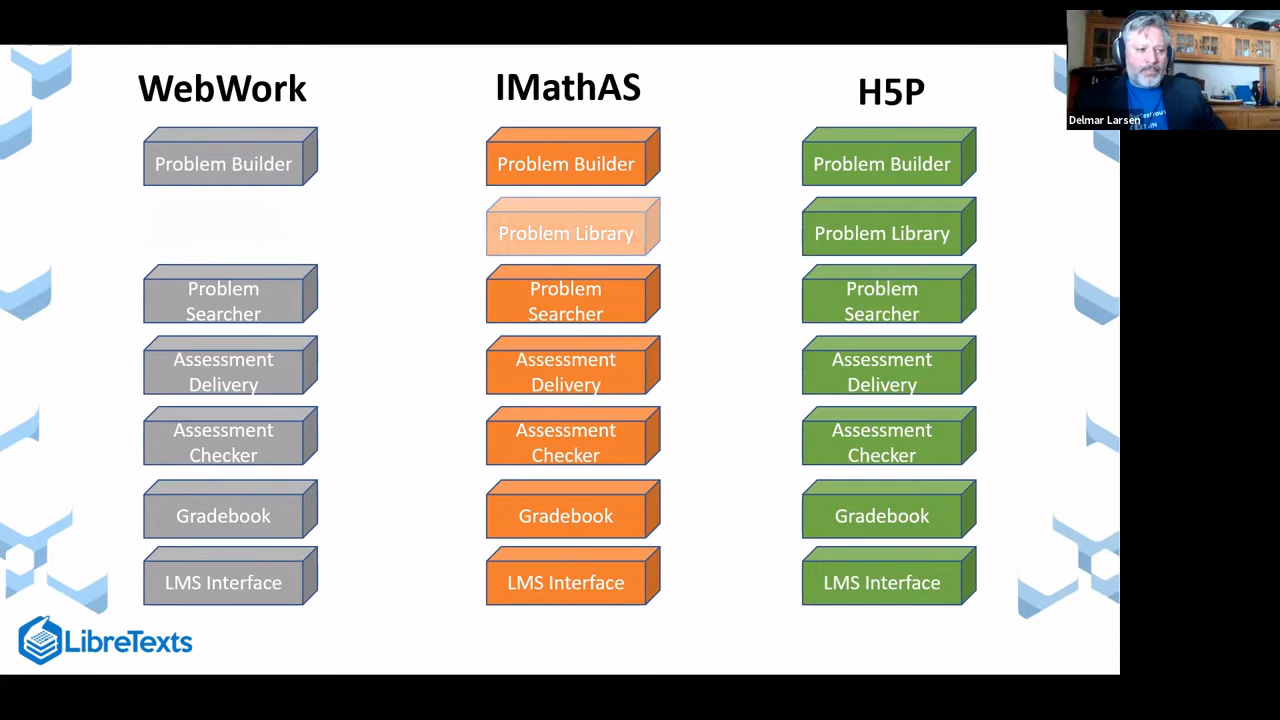 WebWork
IMathAS
H5P
Delmar Larsen
Problem Builder
Problem Builder
Problem Builder
Problem Library
Problem Library
Problem
Searcher
Problem
Searcher
Problem
Searcher
Assessment
Delivery
Assessment
Delivery
Assessment
Delivery
Assessment
Checker
Assessment
Checker
Assessment
Checker
Gradebook
Gradebook
Gradebook
LMS Interface
LMS Interface
LMS Interface
LibreTexts